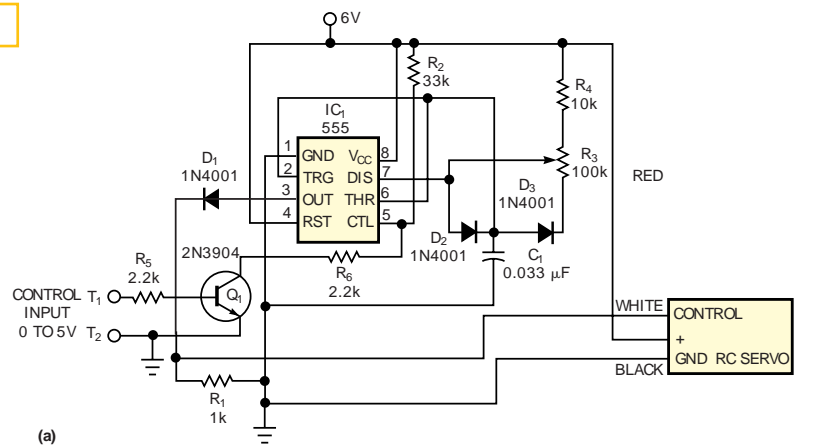 6V
R2
33k
R4
10k
IC1
555
R3
100k
RED
D1
1N4001
1 GND VCC 8
2 TRG DIS 7
3 OUT THR 6
4 RST CTL 5
D3
1N4001
D2
1N4001
C1
0.033 µF
R5
2.2k
2N3904
Q1
R6
2.2k
CONTROL T1
INPUT
0 TO 5V T2
WHITE
CONTROL
+
GND RC SERVO
BLACK
R1
1k
(a)